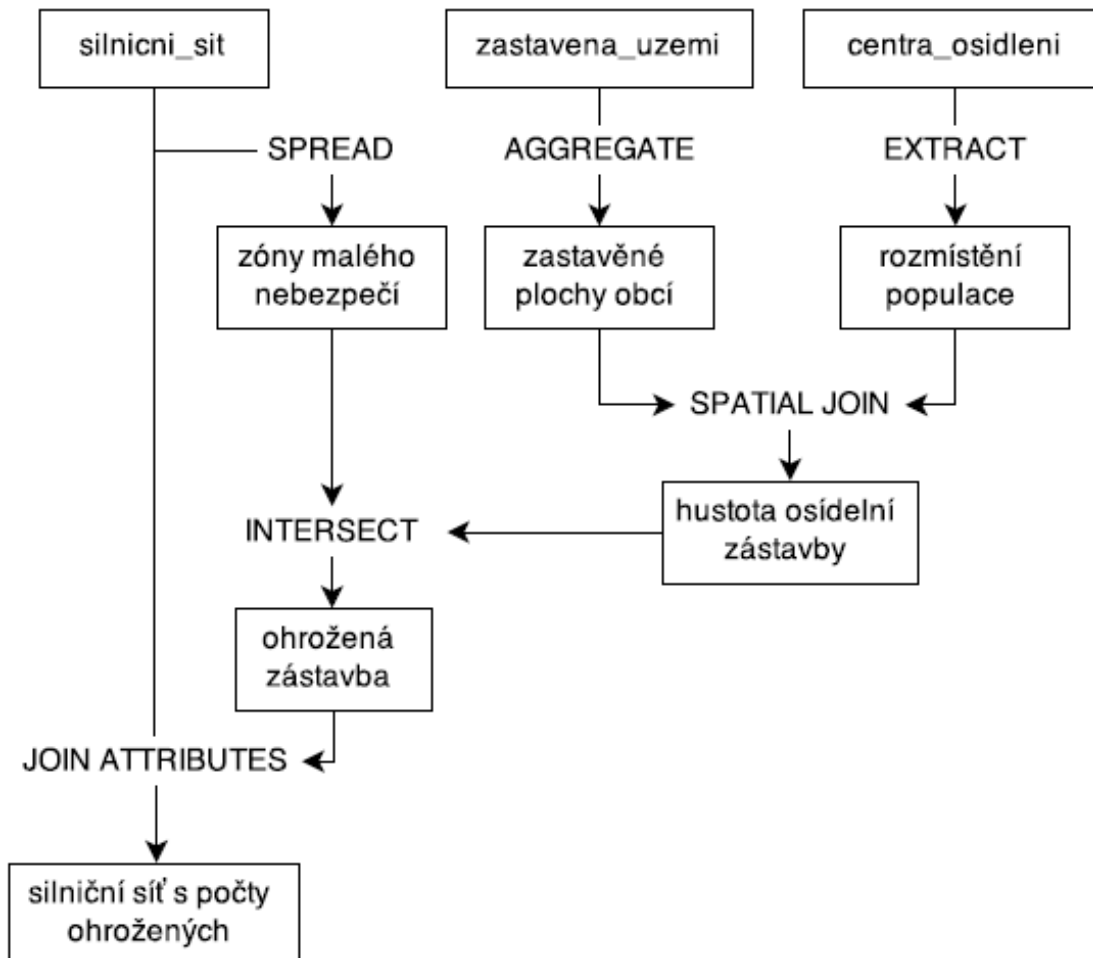 silnicni_sit
zastavena_uzemi
centra_osidleni
SPREAD
AGGREGATE
EXTRACT
zóny malého
nebezpečí
zastavěné
plochy obcí
rozmístění
populace
SPATIAL JOIN
hustota osídelní
zástavby
INTERSECT
ohrožená
zástavba
JOIN ATTRIBUTES
silniční síť s počty
ohrožených